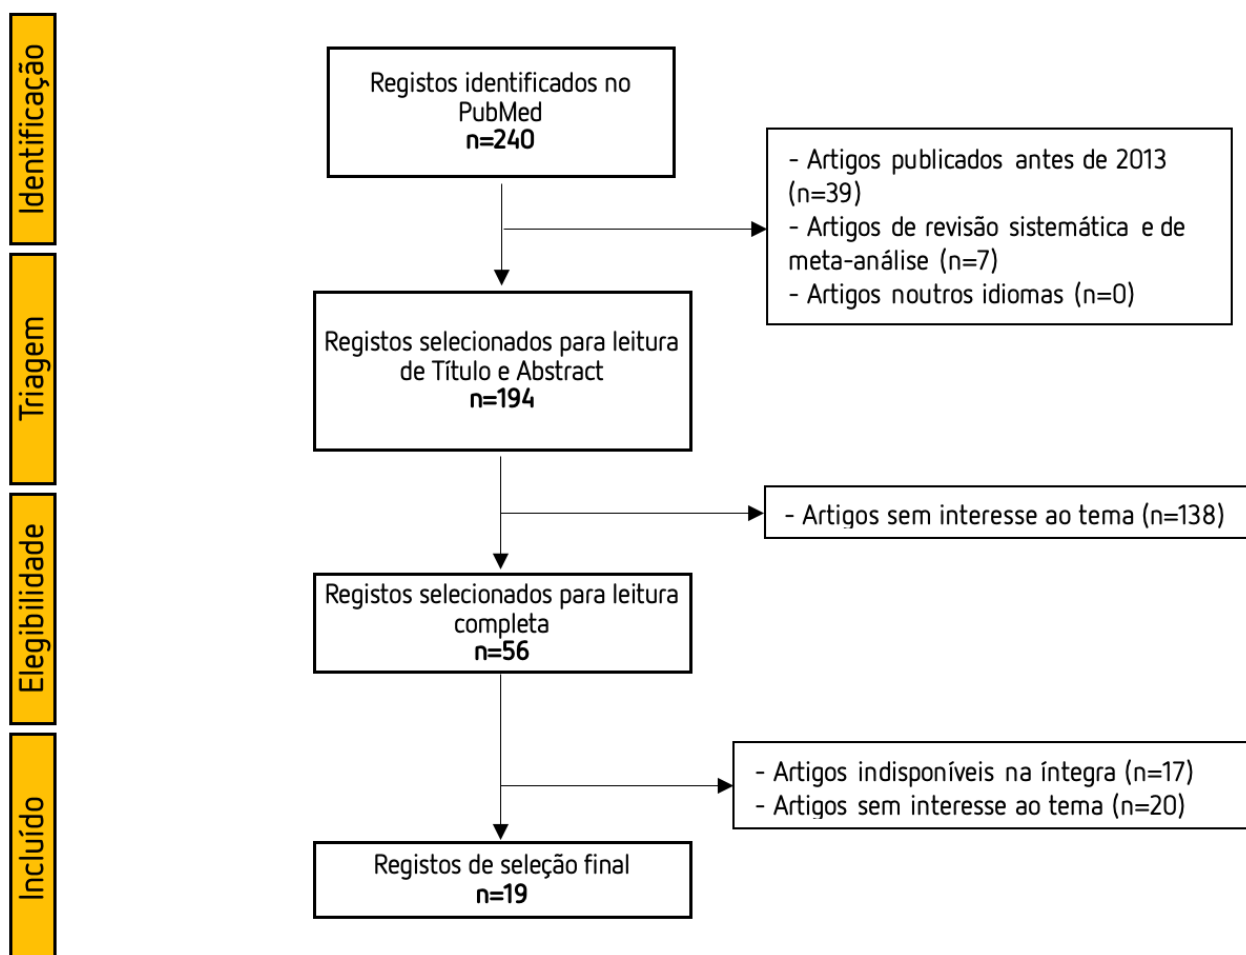 Identificação
Registos identificados no
PubMed
n=240
- Artigos publicados antes de 2013
(n=39)
- Artigos de revisão sistemática e de
meta-análise (n=7)
- Artigos noutros idiomas (n=0)
Triagem
Registos selecionados para leitura
de Título e Abstract
n=194
- Artigos sem interesse ao tema (n=138)
Elegibilidade
Registos selecionados para leitura
completa
n=56
- Artigos indisponíveis na íntegra (n=17)
- Artigos sem interesse ao tema (n=20)
Incluído
Registos de seleção final
n=19